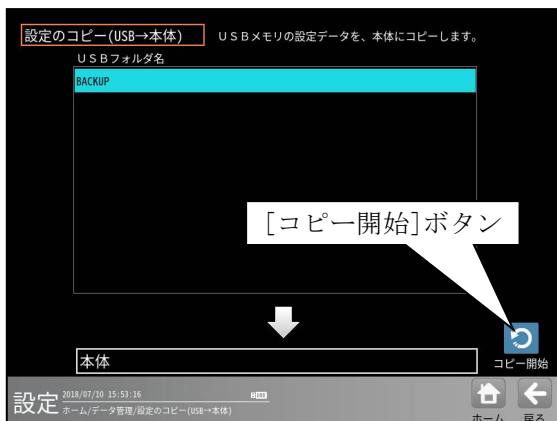 設定のコピー(USB→本体)
ＵＳＢメモリの設定データを、本体にコピーします。
ＵＳＢフォルダ名
BACKUP
[コピー開始]ボタン
本体
コピー開始
設定
2018/07/10 15:53:16
ホーム/データ管理/設定のコピー(USB→本体)
ホーム
戻る